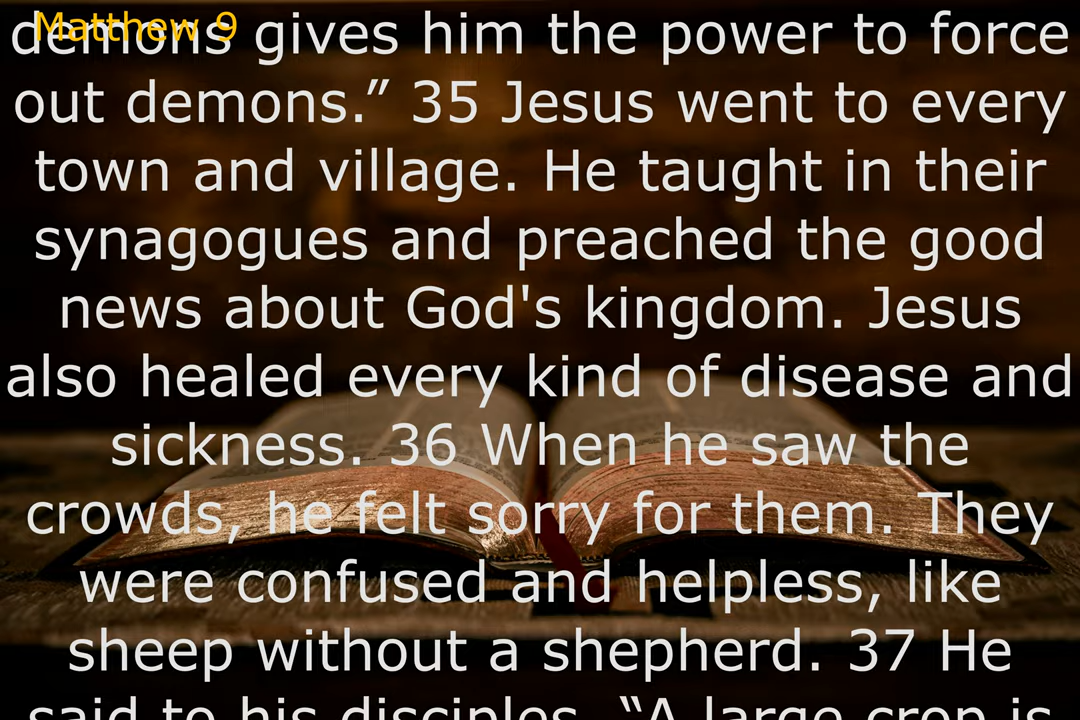 Matthew 9
demons gives him the power to force
out demons.” 35 Jesus went to every
town and village. He taught in their
synagogues and preached the good
news about God's kingdom. Jesus
also healed every kind of disease and
sickness. 36 When he saw the
crowds, he felt sorry for them. They
were confused and helpless, like
sheep without a shepherd. 37 He
said to his disciples, “A large crop is